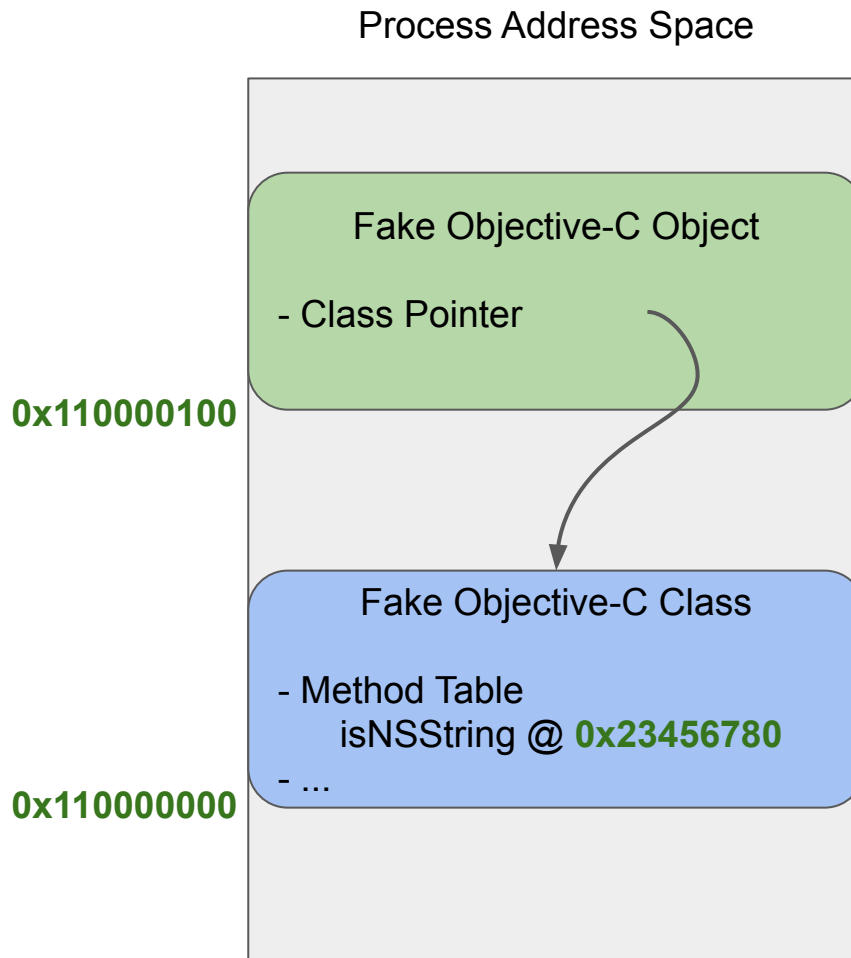 Process Address Space
Fake Objective-C Object
- Class Pointer
0x110000100
Fake Objective-C Class
- Method Table
isNSString @ 0x23456780
- ...
0x110000000